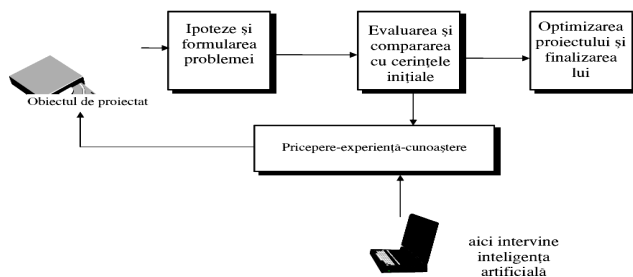 Ipoteze și
formularea
problemei
Evaluarea și
compararea
cu cerințele
inițiale
Optimizarea
proiectului și
finalizarea
lui
Obiectul de proiectat
Pricepere-experiență-cunoaștere
aici intervine
inteligența
artificială